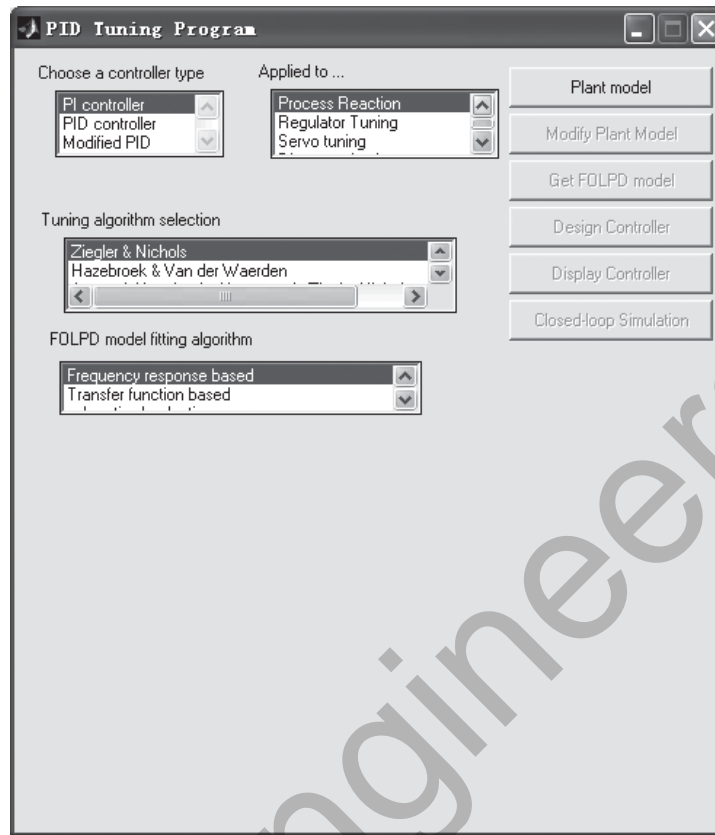 PID Tuning Program
Choose a controller type
Applied to ...
PI controller
PID controller
Modified PID
Process Reaction
Regulator Tuning
Servo tuning
Plant model
Modify Plant Model
Get FOLPD model
Design Controller
Display Controller
Closed-loop Simulation
Tuning algorithm selection
Ziegler & Nichols
Hazebroek & Van der Waerden
FOLPD model fitting algorithm
Frequency response based
Transfer function based